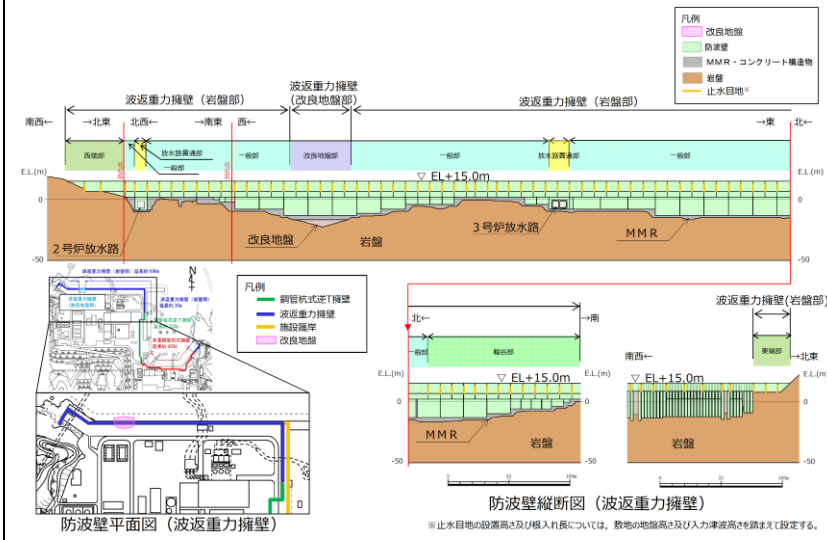 凡例
改良地盤
防波壁
MMR・コンクリート構造物
岩盤
止水目地※
波返重力擁壁（岩盤部）
波返重力擁壁
（改良地盤部）
波返重力擁壁（岩盤部）
南西←
→北東
北西←
→南東
西←
→東
北←
西端部
放水路貫通部
一般部
一般部
改良地盤部
一般部
放水路貫通部
一般部
E.L.(m)
▽ EL+15.0m
E.L.(m)
0
-50
0
-50
2号炉放水路
改良地盤
岩盤
3号炉放水路
MMR
凡例
鋼管杭式逆T擁壁
波返重力擁壁
施設護岸
改良地盤
防波壁平面図（波返重力擁壁）
北←
→南
一般部
輪谷部
E.L.(m)
▽ EL+15.0m
E.L.(m)
0
-50
0
-50
MMR
岩盤
波返重力擁壁(岩盤部)
東端部
南西←
→北東
E.L.(m)
▽ EL+15.0m
E.L.(m)
0
-50
0
-50
岩盤
防波壁縦断図（波返重力擁壁）
※止水目地の設置高さ及び根入れ長については，敷地の地盤高さ及び入力津波高さを踏まえて設定する。